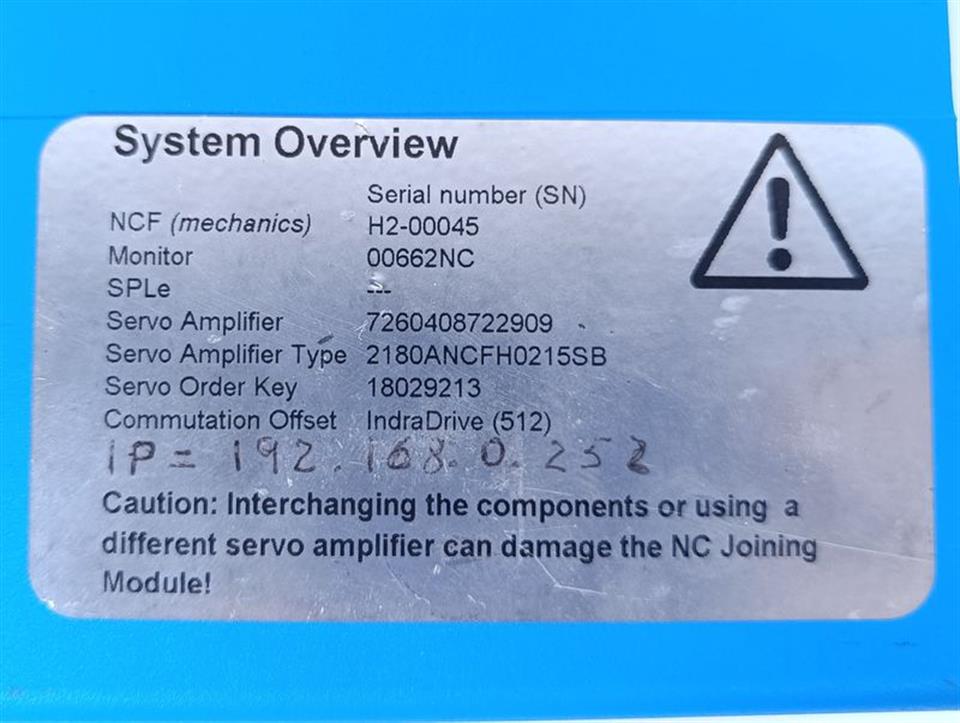 System Overview
Serial number (SN)
NCF (mechanics) H2-00045
Monitor 00662NC
SPLe ---
Servo Amplifier 7260408722909
Servo Amplifier Type 2180ANCFH0215SB
Servo Order Key 18029213
Commutation Offset IndraDrive (512)
IP = 192.168.0.252
Caution: Interchanging the components or using a
different servo amplifier can damage the NC Joining
Module!